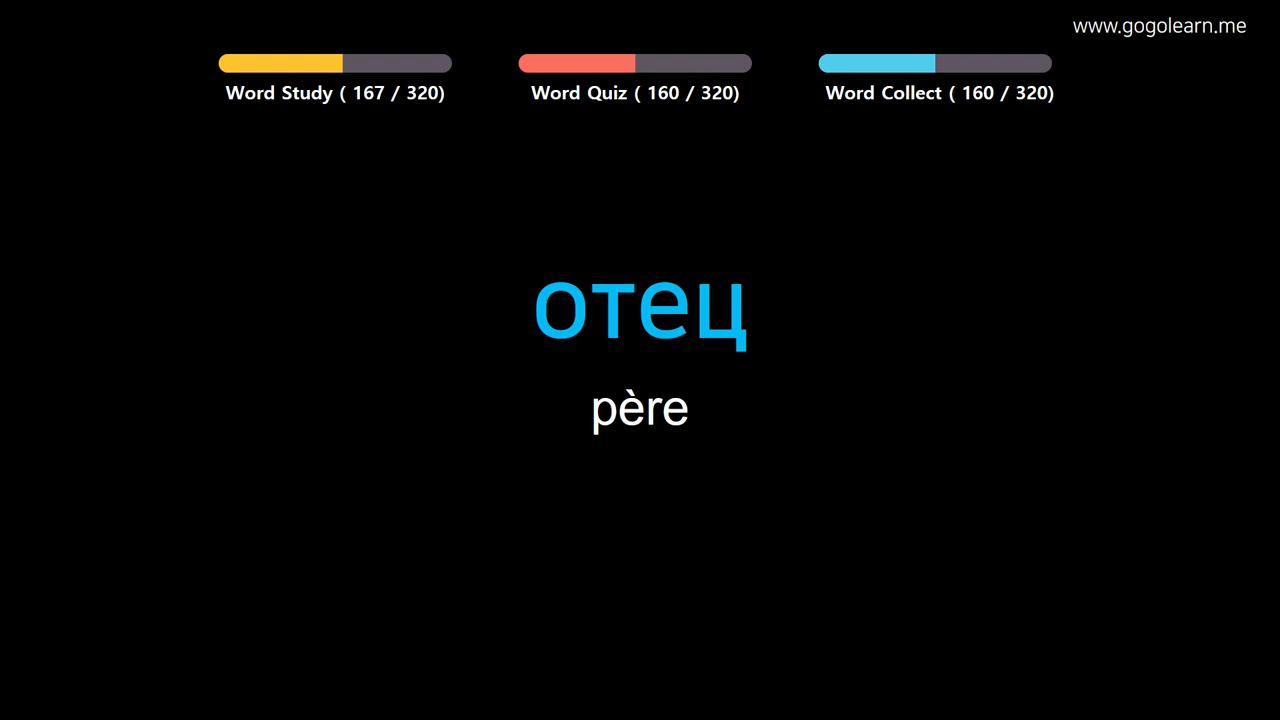 www.gogolearn.me
Word Study ( 167 / 320)
Word Quiz ( 160 / 320)
Word Collect ( 160 / 320)
отец
père